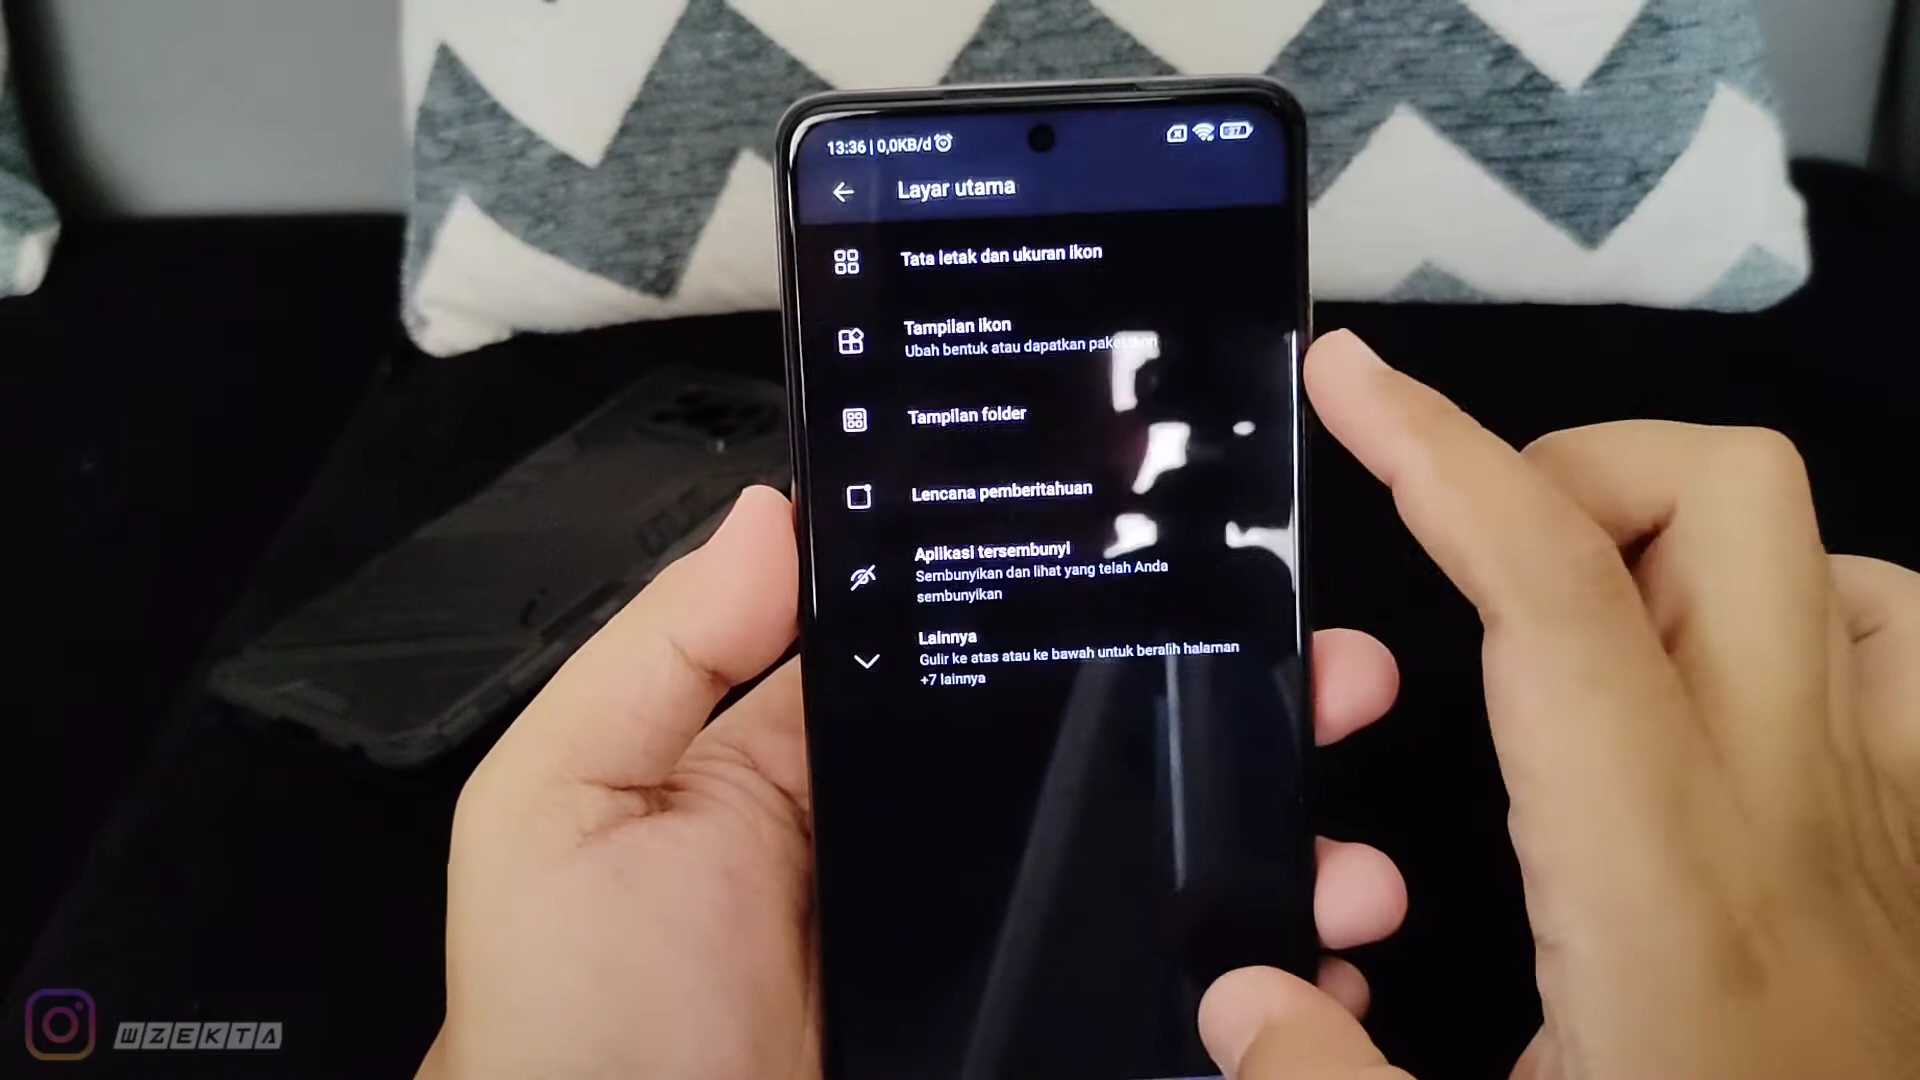 13:36 | 0,0KB/d
Layar utama
Tata letak dan ukuran ikon
Tampilan ikon
Ubah bentuk atau dapatkan paket ikon
Tampilan folder
Lencana pemberitahuan
Aplikasi tersembunyi
Sembunyikan dan lihat yang telah Anda
sembunyikan
Lainnya
Gulir ke atas atau ke bawah untuk beralih halaman
+7 lainnya
WZEKTA